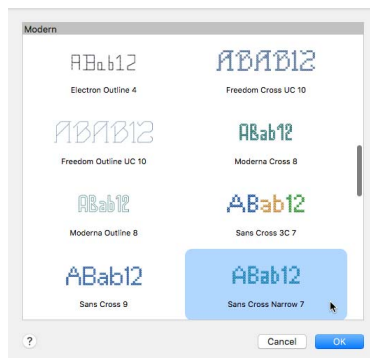 Modern
ABab12 ABAB12
Electron Outline 4 Freedom Cross UC 10
ABAB12 ABab12
Freedom Outline UC 10 Moderna Cross 8
ABab12 ABab12
Moderna Outline 8 Sans Cross 3C 7
ABab12 ABab12
Sans Cross 9 Sans Cross Narrow 7
? Cancel OK